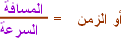 المسافة
السرعة
= أو الزمن